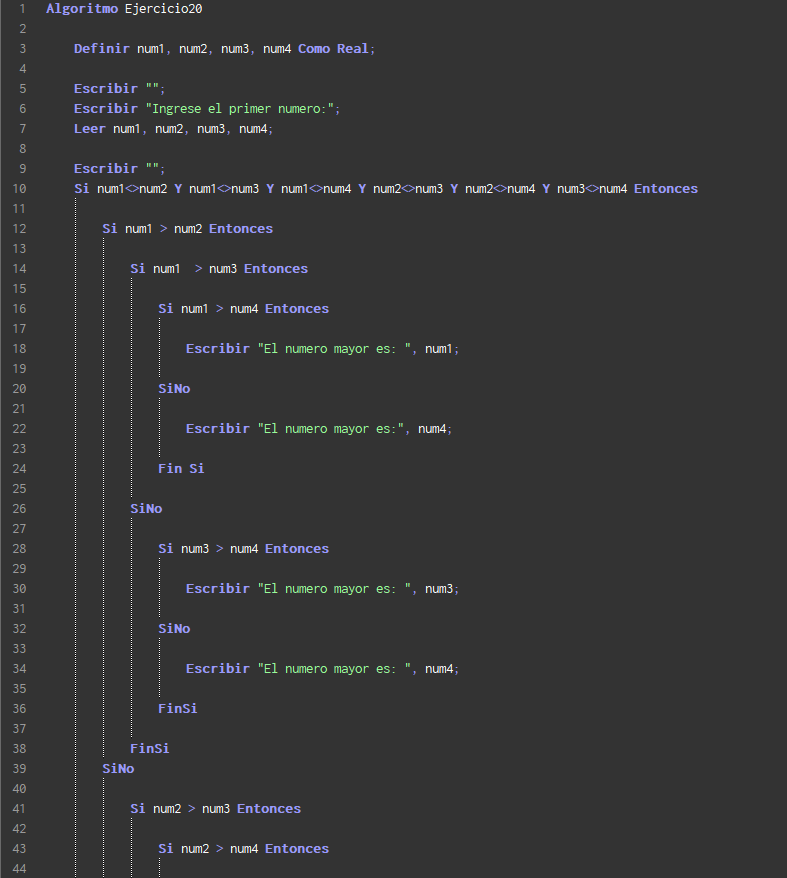 1 Algoritmo Ejercicio20
2
3 Definir num1, num2, num3, num4 Como Real;
4
5 Escribir "";
6 Escribir "Ingrese el primer numero:";
7 Leer num1, num2, num3, num4;
8
9 Escribir "";
10 Si num1<>num2 Y num1<>num3 Y num1<>num4 Y num2<>num3 Y num2<>num4 Y num3<>num4 Entonces
11
12 Si num1 > num2 Entonces
13
14 Si num1  > num3 Entonces
15
16 Si num1 > num4 Entonces
17
18 Escribir "El numero mayor es: ", num1;
19
20 SiNo
21
22 Escribir "El numero mayor es:", num4;
23
24 Fin Si
25
26 SiNo
27
28 Si num3 > num4 Entonces
29
30 Escribir "El numero mayor es: ", num3;
31
32 SiNo
33
34 Escribir "El numero mayor es: ", num4;
35
36 FinSi
37
38 FinSi
39 SiNo
40
41 Si num2 > num3 Entonces
42
43 Si num2 > num4 Entonces
44